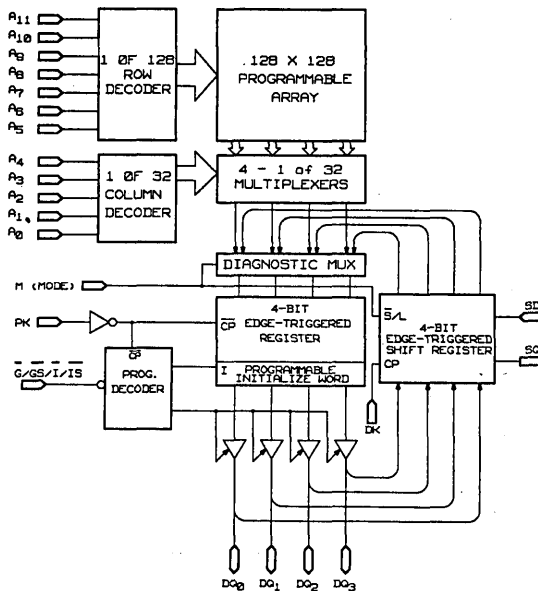 A11
A10
A9
A8
A7
A6
A5
1 OF 128
ROW
DECODER
128 X 128
PROGRAMMABLE
ARRAY
A4
A3
A2
A1
A0
1 OF 32
COLUMN
DECODER
4 - 1 of 32
MULTIPLEXERS
DIAGNOSTIC MUX
M (MODE)
PK
CP
4-BIT
EDGE-TRIGGERED
REGISTER
I
PROGRAMMABLE
INITIALIZE WORD
S/L
4-BIT
EDGE-TRIGGERED
SHIFT REGISTER
CP
SD
SQ
G/GS/I/IS
CP
PROG.
DECODER
DK
DQ0
DQ1
DQ2
DQ3